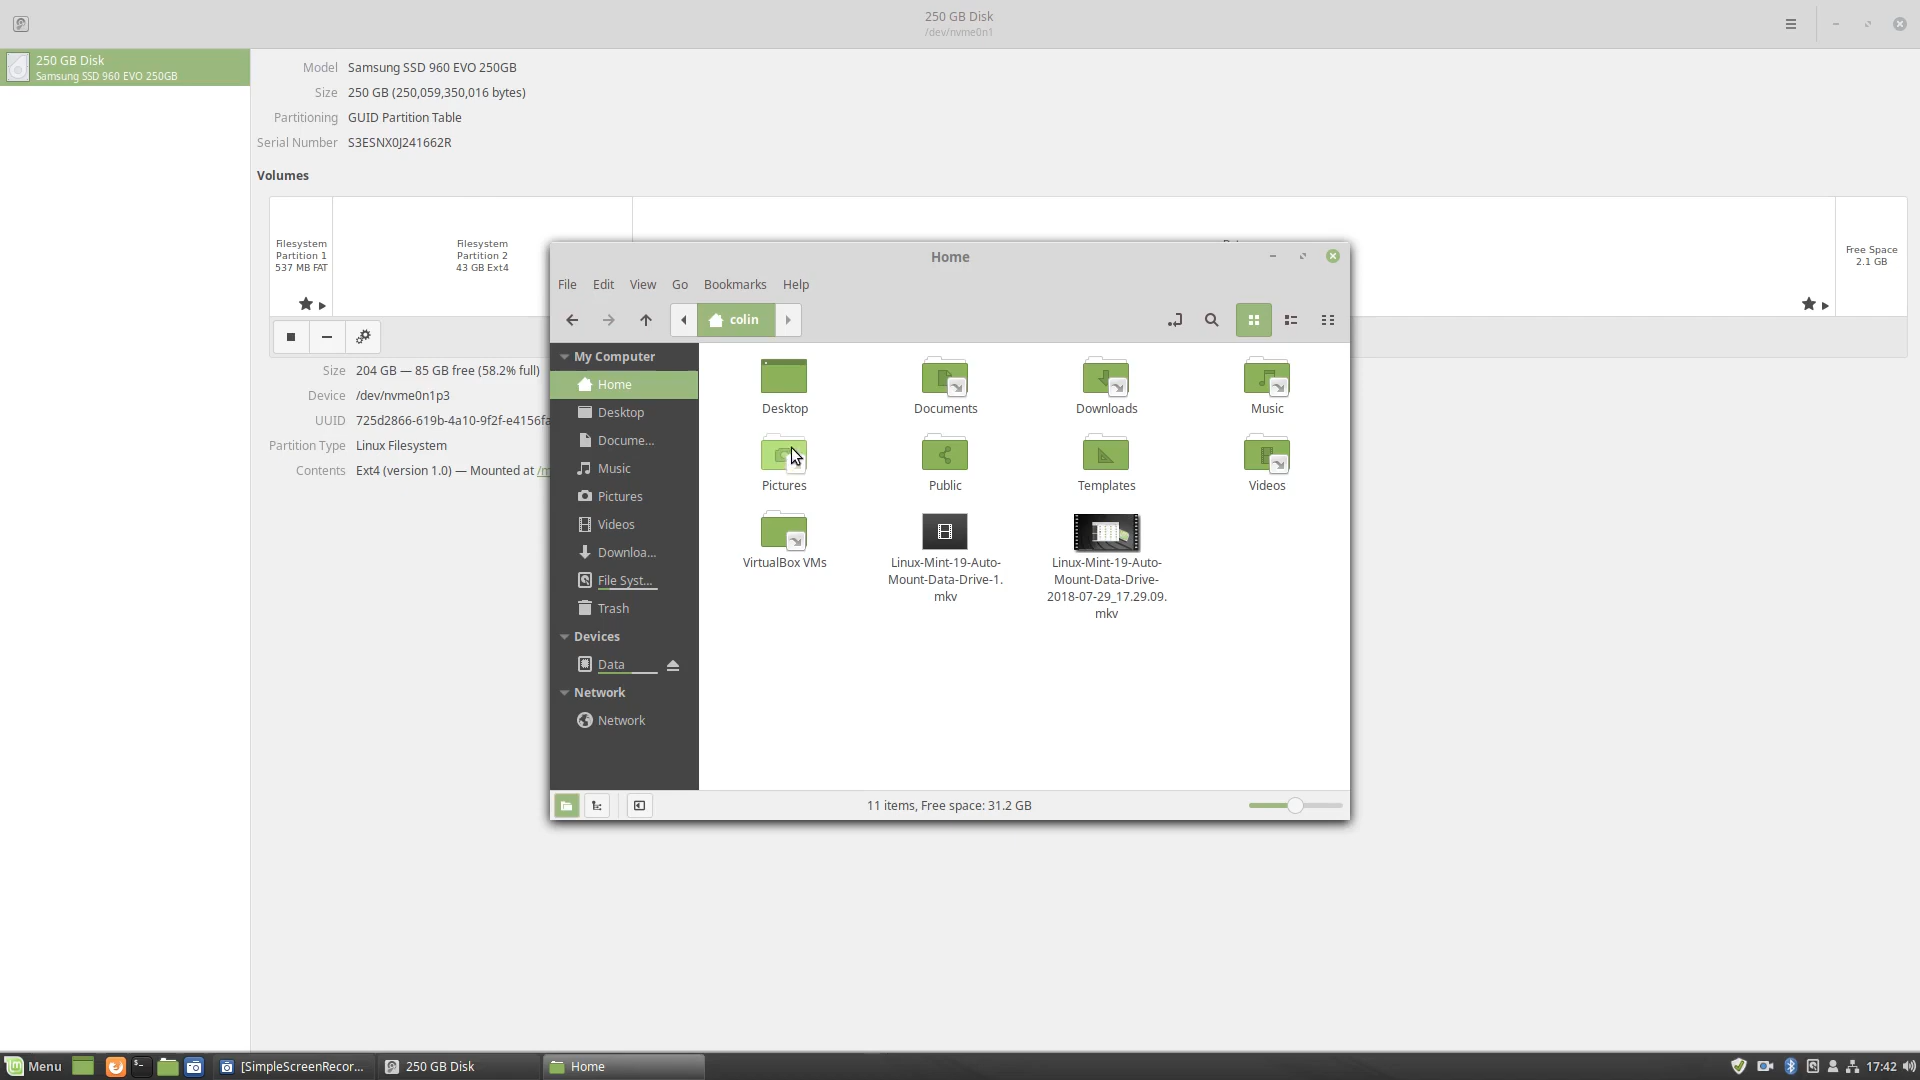 250 GB Disk
/dev/nvme0n1
250 GB Disk
Samsung SSD 960 EVO 250GB
Model Samsung SSD 960 EVO 250GB
Size 250 GB (250,059,350,016 bytes)
Partitioning GUID Partition Table
Serial Number S3ESNX0J241662R
Volumes
Filesystem
Partition 1
537 MB FAT
Filesystem
Partition 2
43 GB Ext4
Free Space
2.1 GB
Size 204 GB — 85 GB free (58.2% full)
Device /dev/nvme0n1p3
UUID 725d2866-619b-4a10-9f2f-e4156fa
Partition Type Linux Filesystem
Contents Ext4 (version 1.0) — Mounted at /m
Home
File Edit View Go Bookmarks Help
colin
My Computer
Home
Desktop
Docume...
Music
Pictures
Videos
Downloa...
File Syst...
Trash
Devices
Data
Network
Network
Desktop
Documents
Downloads
Music
Pictures
Public
Templates
Videos
VirtualBox VMs
Linux-Mint-19-Auto-
Mount-Data-Drive-1.
mkv
Linux-Mint-19-Auto-
Mount-Data-Drive-
2018-07-29_17.29.09.
mkv
11 items, Free space: 31.2 GB
Menu
[SimpleScreenRecor...
250 GB Disk
Home
17:42